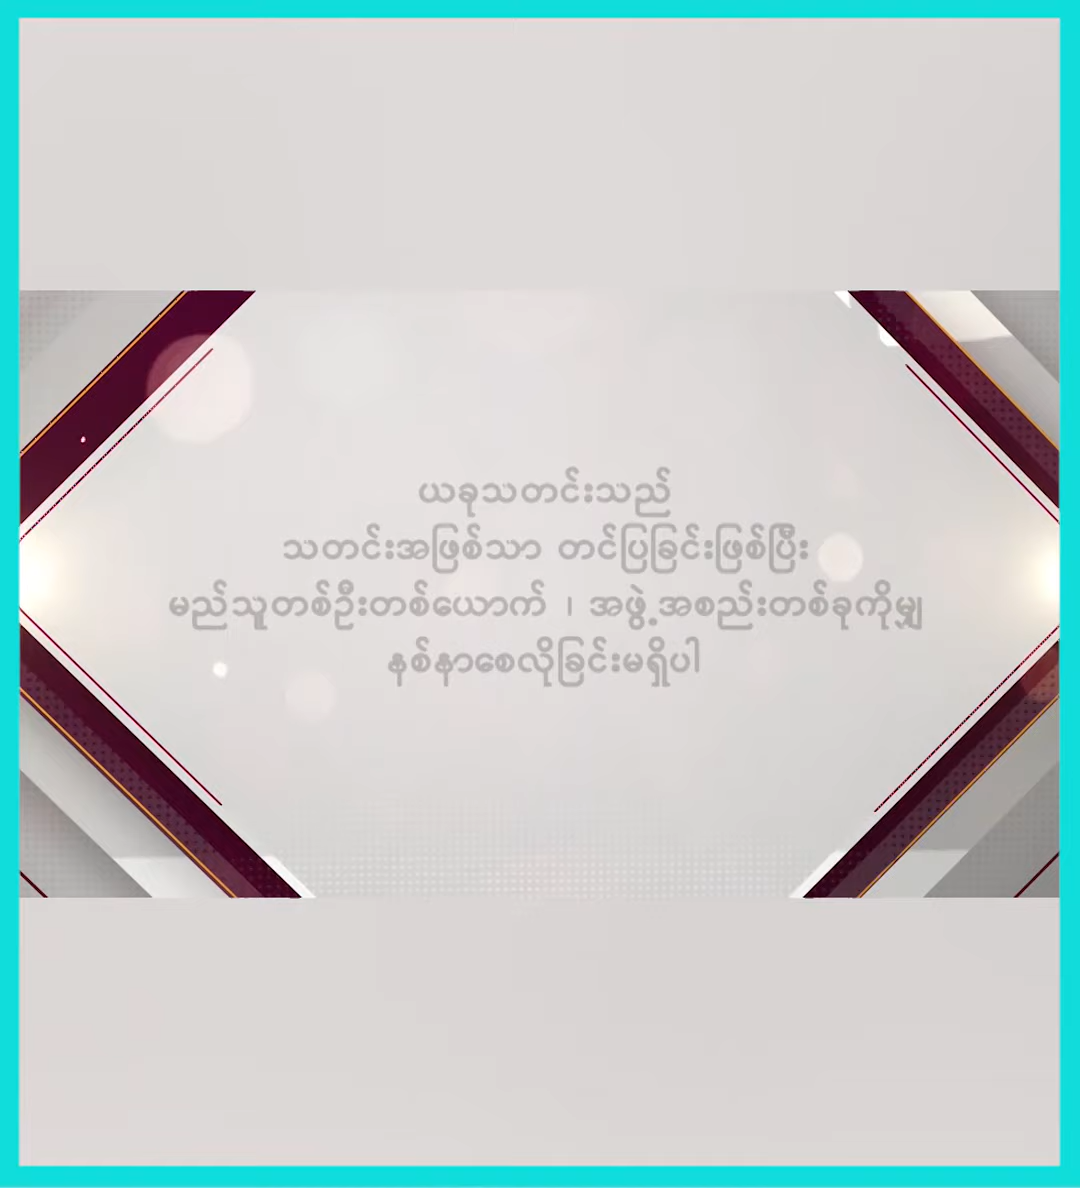 ယခုသတင်းသည်
သတင်းအဖြစ်သာ တင်ပြခြင်းဖြစ်ပြီး
မည်သူတစ်ဦးတစ်ယောက် ၊ အဖွဲ့အစည်းတစ်ခုကိုမျှ
နစ်နာစေလိုခြင်းမရှိပါ